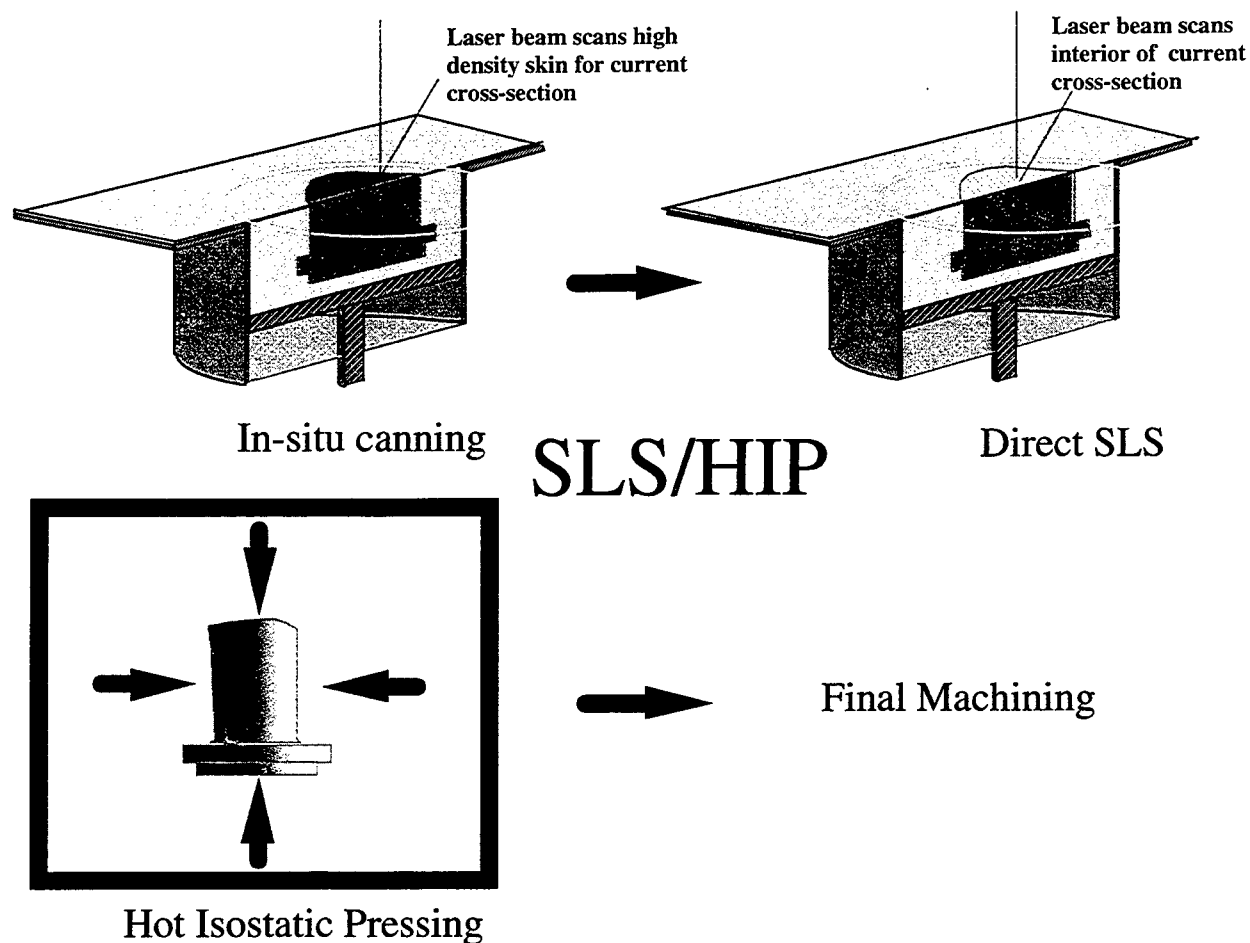 Laser beam scans high
density skin for current
cross-section
Laser beam scans
interior of current
cross-section
In-situ canning
SLS/HIP
Direct SLS
Final Machining
Hot Isostatic Pressing